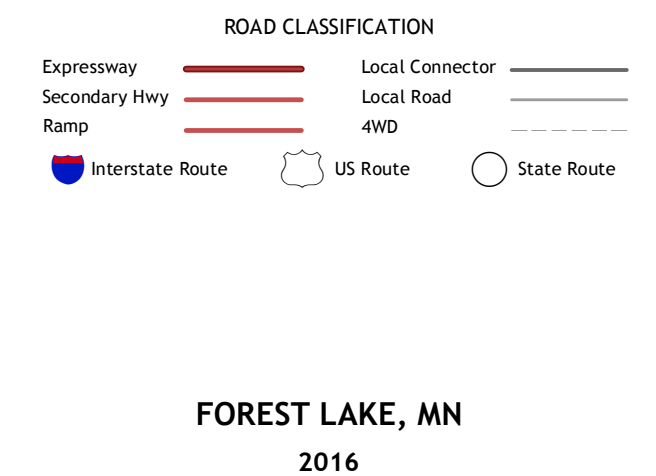 ROAD CLASSIFICATION
Expressway
Local Connector
Secondary Hwy
Local Road
Ramp
4WD
Interstate Route
US Route
State Route
FOREST LAKE, MN
2016